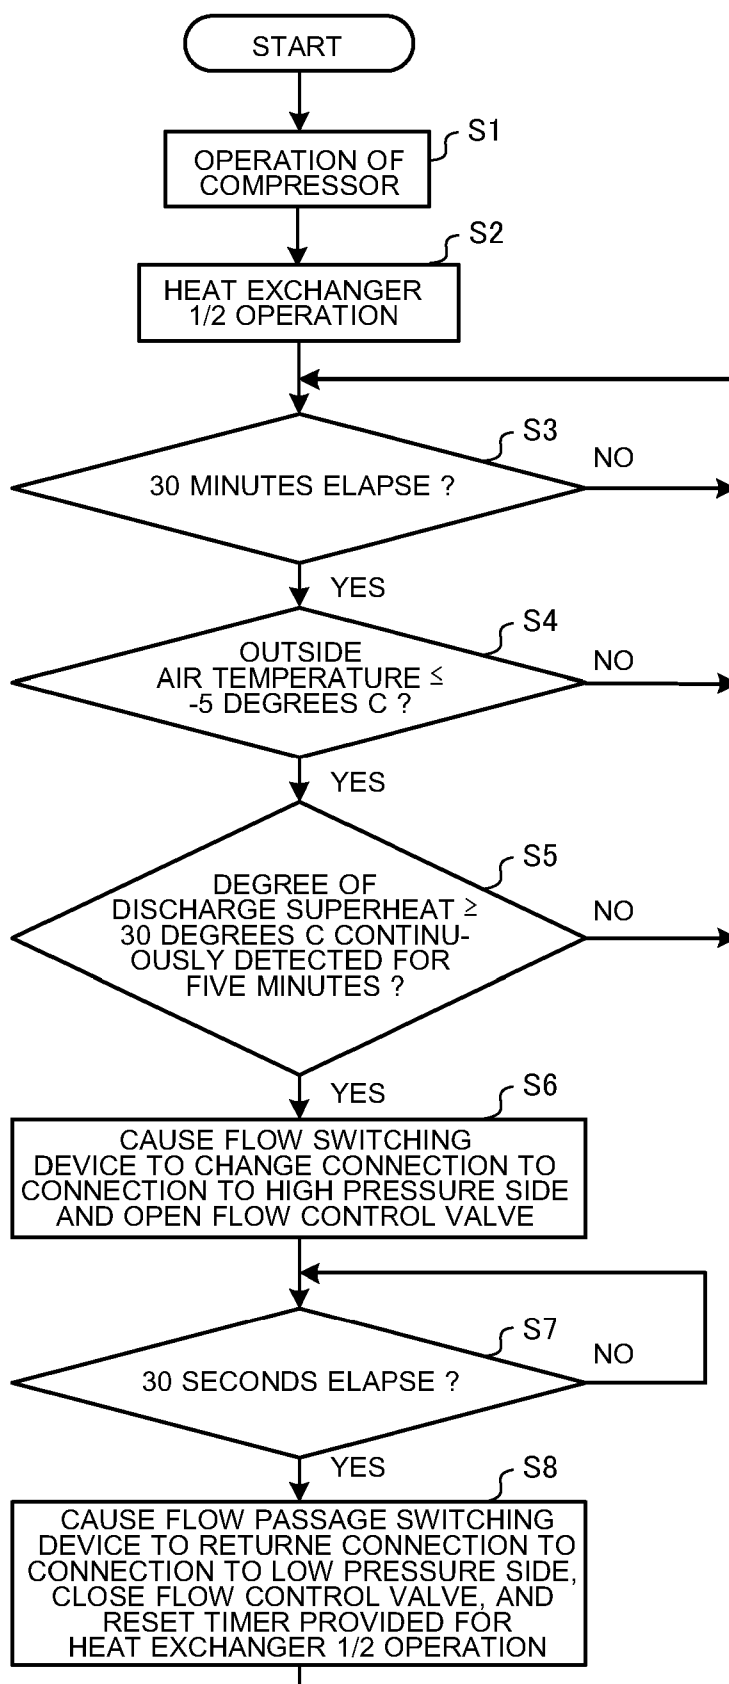 START
S1
OPERATION OF
COMPRESSOR
S2
HEAT EXCHANGER
1/2 OPERATION
S3
NO
30 MINUTES ELAPSE ?
YES
S4
OUTSIDE
AIR TEMPERATURE ≤
-5 DEGREES C ?
NO
YES
S5
DEGREE OF
DISCHARGE SUPERHEAT ≥
30 DEGREES C CONTINU-
OUSLY DETECTED FOR
FIVE MINUTES ?
NO
YES
S6
CAUSE FLOW SWITCHING
DEVICE TO CHANGE CONNECTION TO
CONNECTION TO HIGH PRESSURE SIDE
AND OPEN FLOW CONTROL VALVE
S7
NO
30 SECONDS ELAPSE ?
YES
S8
CAUSE FLOW PASSAGE SWITCHING
DEVICE TO RETURNE CONNECTION TO
CONNECTION TO LOW PRESSURE SIDE,
CLOSE FLOW CONTROL VALVE, AND
RESET TIMER PROVIDED FOR
HEAT EXCHANGER 1/2 OPERATION